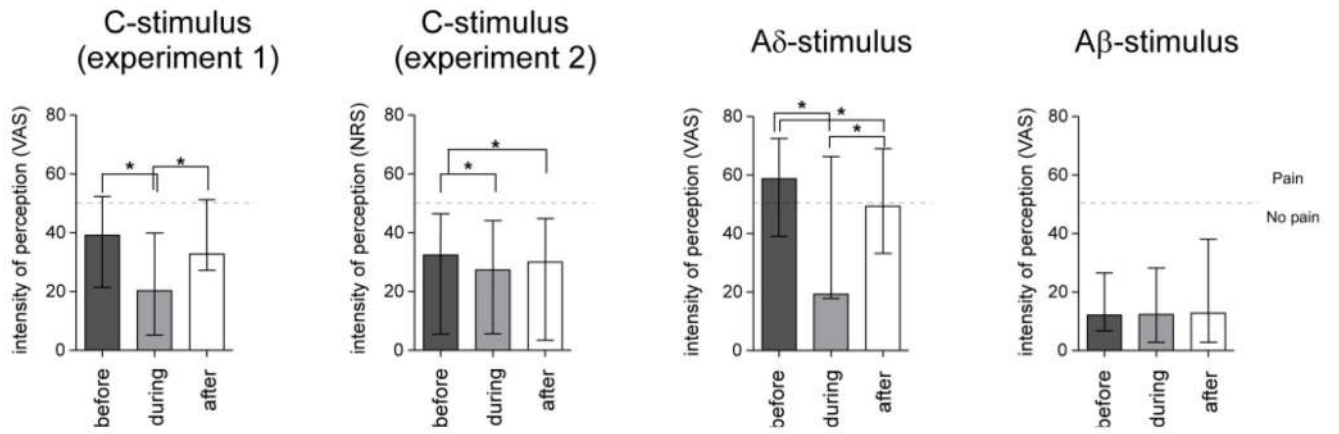 C-stimulus
(experiment 1)
intensity of perception (VAS)
80
60
40
20
0
*
*
before
during
after
C-stimulus
(experiment 2)
intensity of perception (NRS)
80
60
40
20
0
*
*
before
during
after
Aδ-stimulus
intensity of perception (VAS)
80
60
40
20
0
*
*
*
before
during
after
Aβ-stimulus
intensity of perception (VAS)
80
60
40
20
0
before
during
after
Pain
No pain